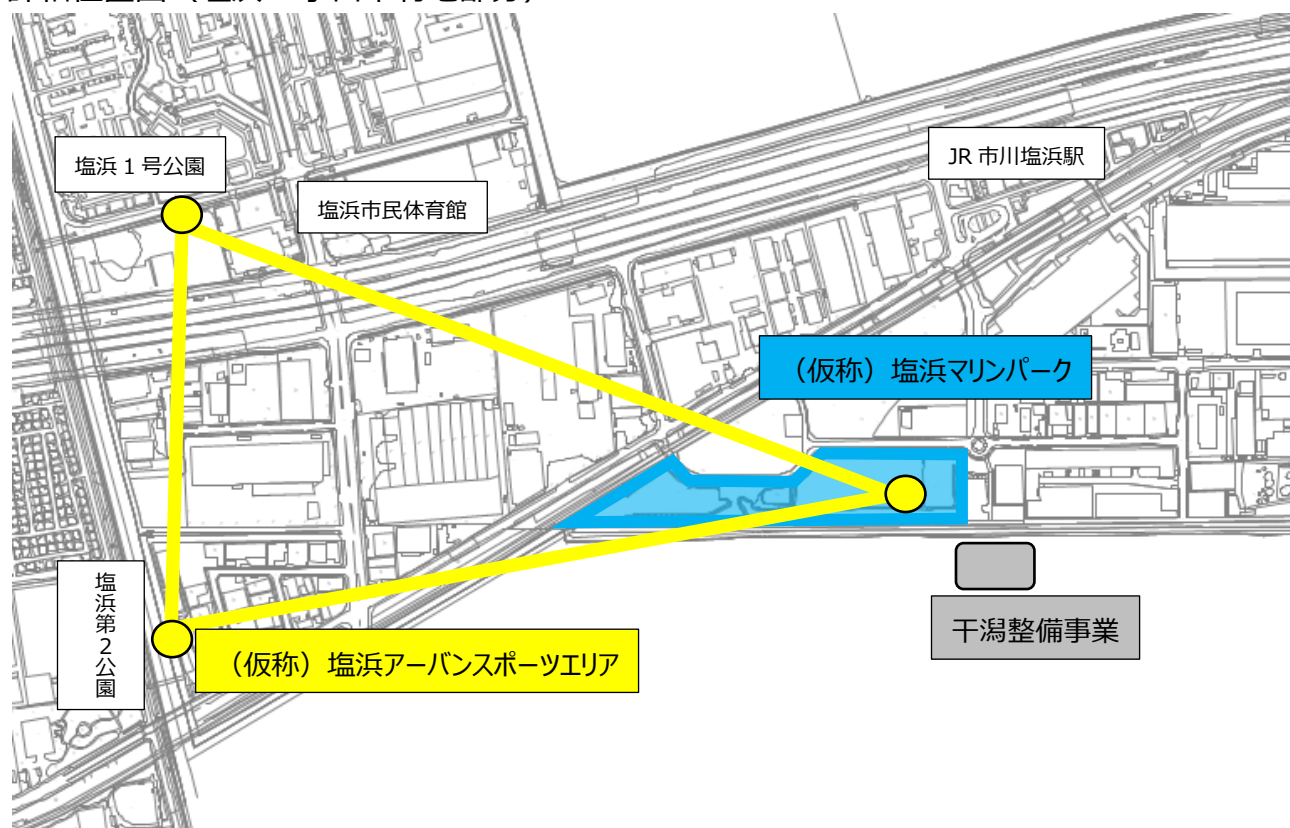 塩浜1号公園
JR 市川塩浜駅
塩浜市民体育館
（仮称）塩浜マリンパーク
塩浜第2公園
（仮称）塩浜アーバンスポーツエリア
干潟整備事業